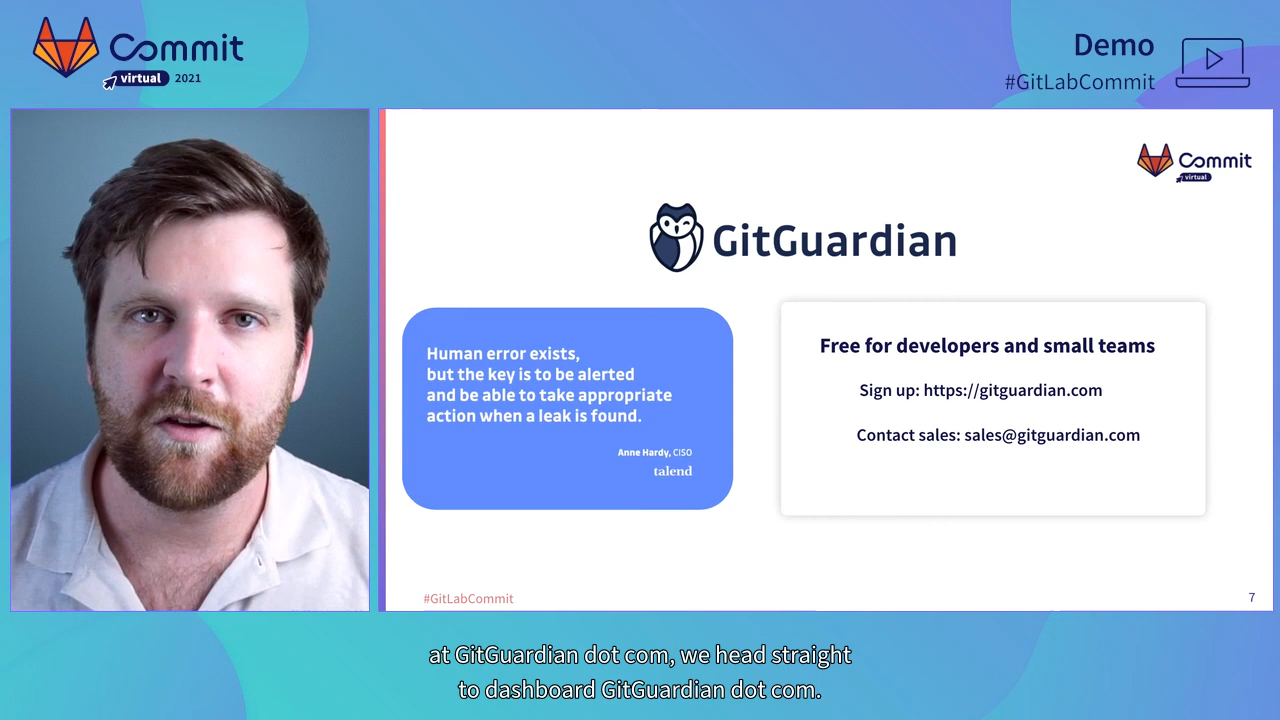 Commit
virtual 2021
Demo
#GitLabCommit
Commit
virtual
GitGuardian
Human error exists,
but the key is to be alerted
and be able to take appropriate
action when a leak is found.
Anne Hardy, CISO
talend
Free for developers and small teams
Sign up: https://gitguardian.com
Contact sales: sales@gitguardian.com
#GitLabCommit
7
at GitGuardian dot com, we head straight
to dashboard GitGuardian dot com.